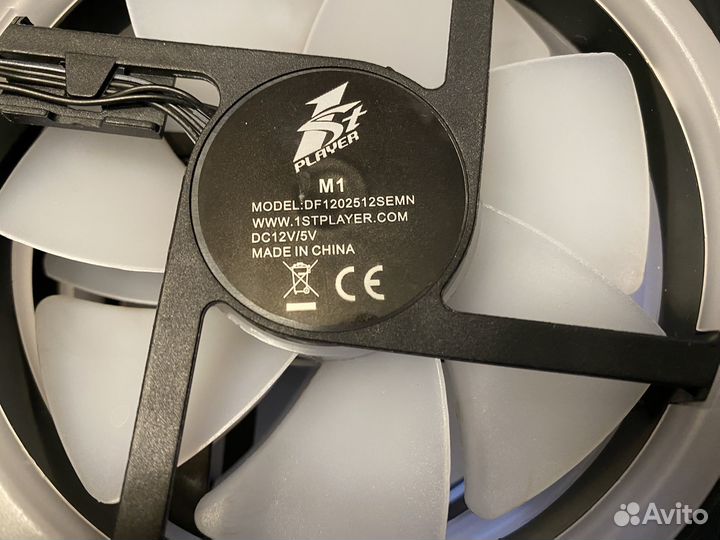 1St
PLAYER
M1
MODEL:DF1202512SEMN
WWW.1STPLAYER.COM
DC12V/5V
MADE IN CHINA
CE
Avito